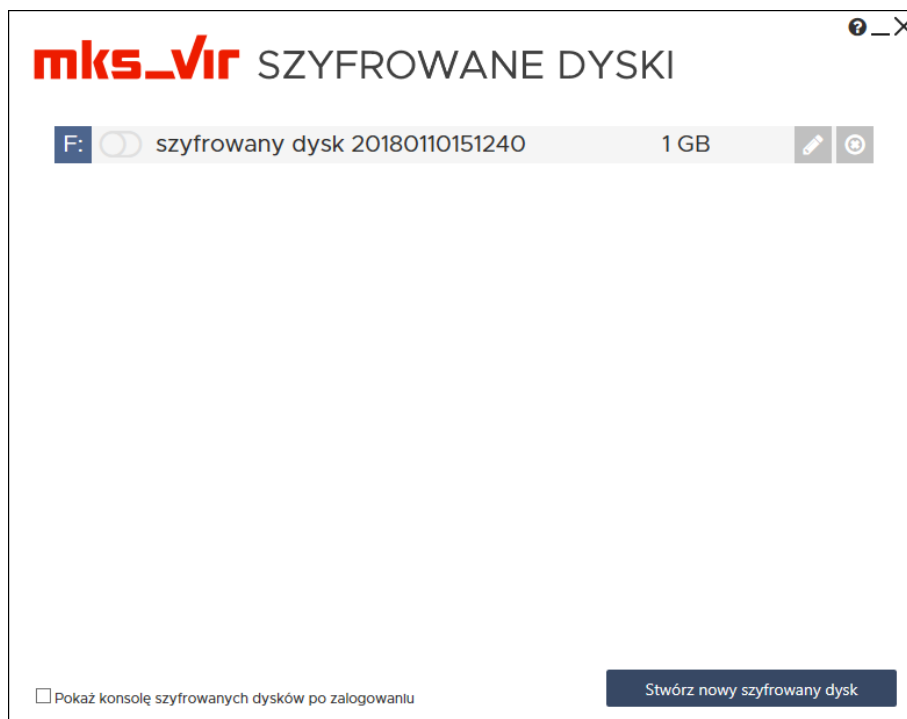 mks_vir SZYFROWANE DYSKI
F: szyfrowany dysk 20180110151240 1 GB
Pokaż konsolę szyfrowanych dysków po zalogowaniu
Stwórz nowy szyfrowany dysk